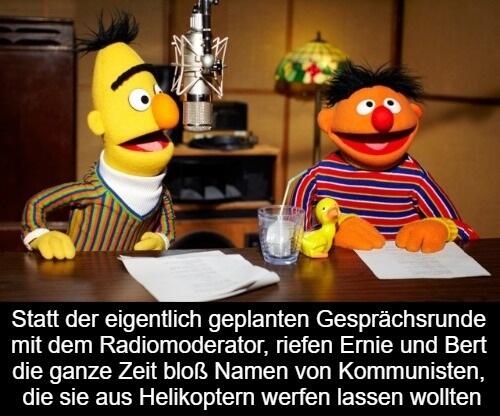 Statt der eigentlich geplanten Gesprächsrunde
mit dem Radiomoderator, riefen Ernie und Bert
die ganze Zeit bloß Namen von Kommunisten,
die sie aus Helikoptern werfen lassen wollten